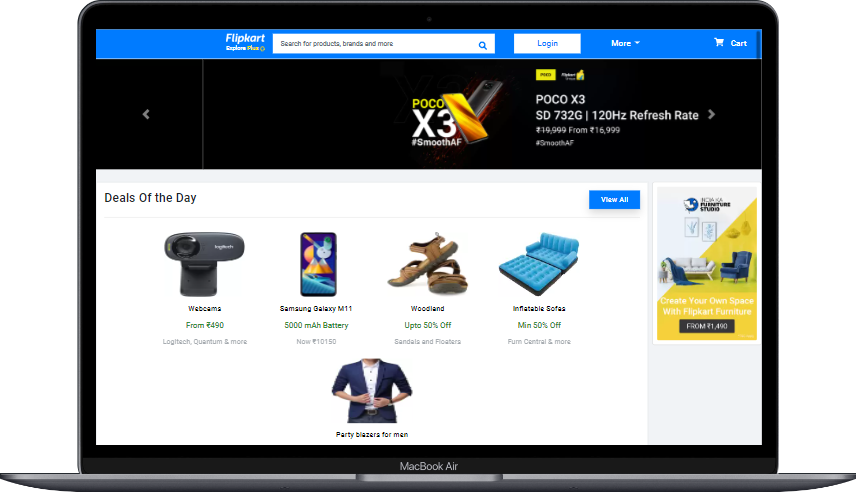 Flipkart
Explore Plus
Search for products, brands and more
Login
More
Cart
POCO
Flipkart
POCO
X3
#SmoothAF
POCO X3
SD 732G | 120Hz Refresh Rate
₹19,999 From ₹16,999
#SmoothAF
Deals Of the Day
View All
logitech
Webcams
From ₹490
Logitech, Quantum & more
Samsung Galaxy M11
5000 mAh Battery
Now ₹10150
Woodland
Upto 50% Off
Sandals and Floaters
Inflatable Sofas
Min 50% Off
Furn Central & more
Party blazers for men
INDIA KA
FURNITURE
STUDIO
Create Your Own Space
With Flipkart Furniture
FROM ₹1,490
MacBook Air